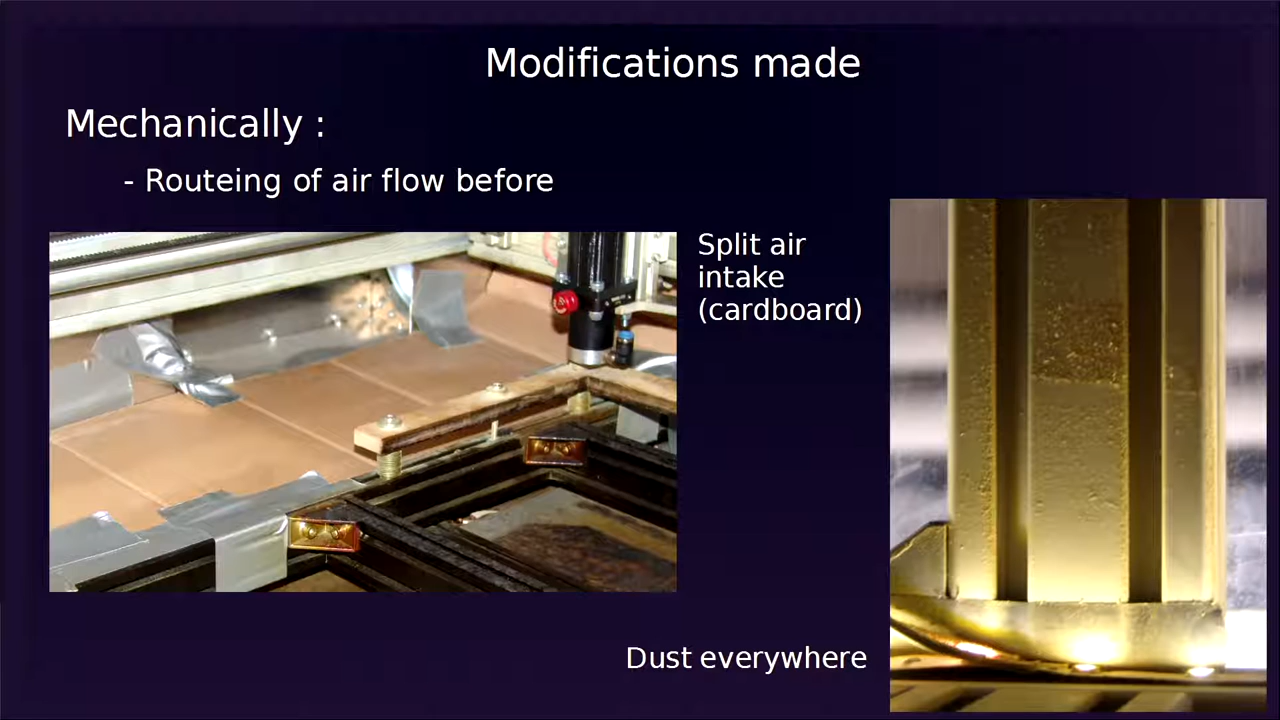 Modifications made
Mechanically :
- Routeing of air flow before
Split air
intake
(cardboard)
Dust everywhere